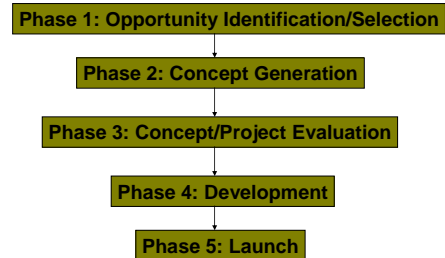 Phase 1: Opportunity Identification/Selection
Phase 2: Concept Generation
Phase 3: Concept/Project Evaluation
Phase 4: Development
Phase 5: Launch